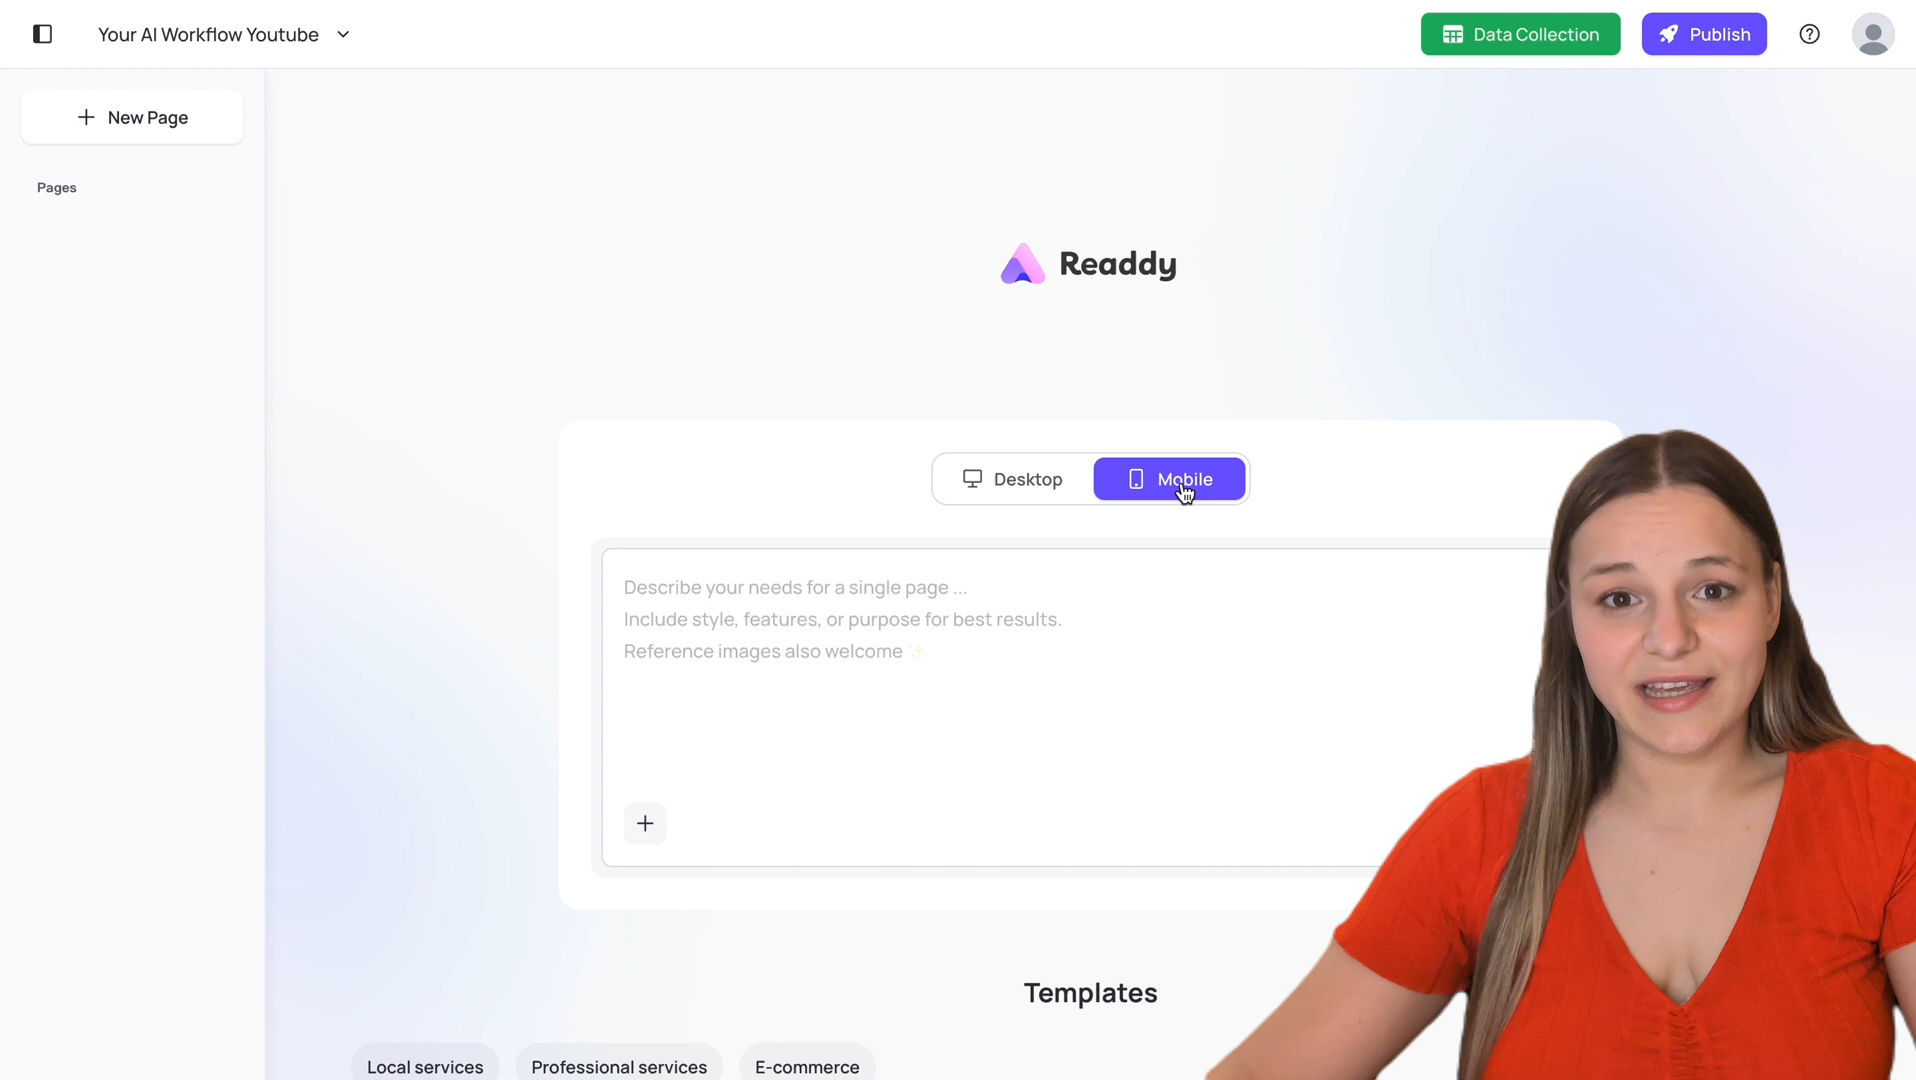 Your AI Workflow Youtube
Data Collection
Publish
New Page
Pages
Readdy
Desktop
Mobile
Describe your needs for a single page ...
Include style, features, or purpose for best results.
Reference images also welcome ✨
Templates
Local services
Professional services
E-commerce